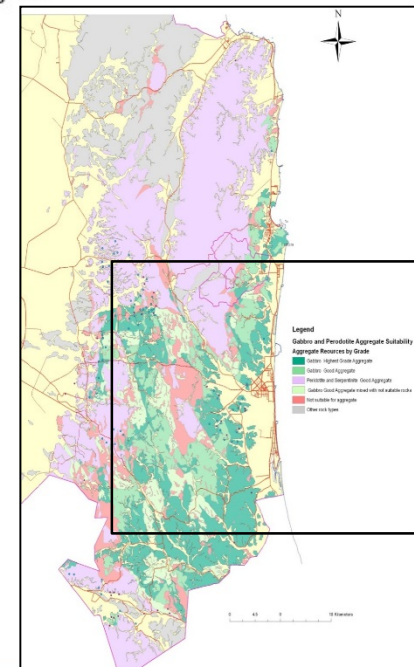 N
Legend
Gabbro and Perodotite Aggregate Suitability
Aggregate Resurces by Grade
Gabbro Highest Grade Aggregate
Gabbro Good Aggregate
Peridotite and Serpentinite Good Aggregate
Gabbro Good Aggregate mixed with not suitable rocks
Not suitable for aggregate
Other rock types
Kilometers